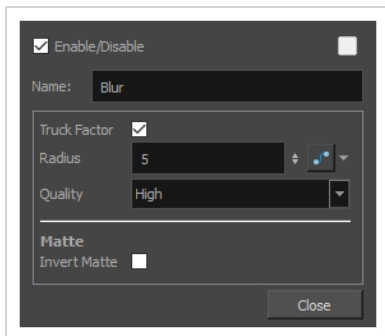 Enable/Disable
Name: Blur
Truck Factor
Radius 5
Quality High
Matte
Invert Matte
Close